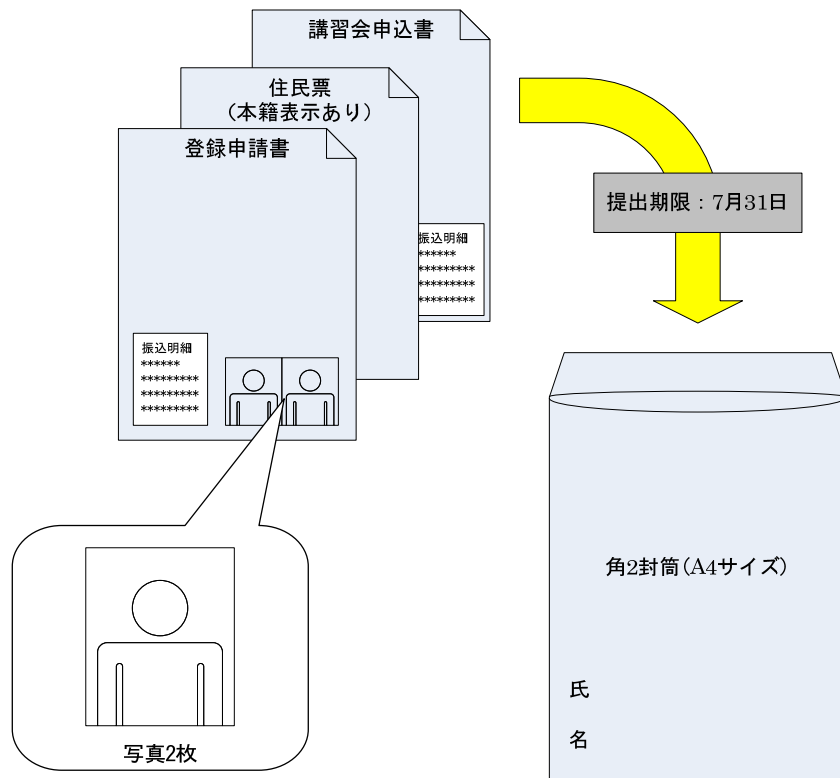 講習会申込書
住民票
（本籍表示あり）
登録申請書
提出期限：7月31日
振込明細
******
*********
*********
*********
振込明細
******
*********
*********
*********
角2封筒(A4サイズ)
氏
名
写真2枚